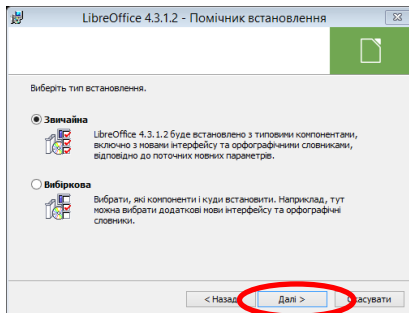 LibreOffice 4.3.1.2 - Помічник встановлення
Виберіть тип встановлення.
Звичайна
LibreOffice 4.3.1.2 буде встановлено з типовими компонентами,
включно з мовами інтерфейсу та орфографічними словниками,
відповідно до поточних мовних параметрів.
Вибіркова
Вибрати, які компоненти і куди встановити. Наприклад, тут
можна вибрати додаткові мови інтерфейсу та орфографічні
словники.
< Назад Далі > Скасувати